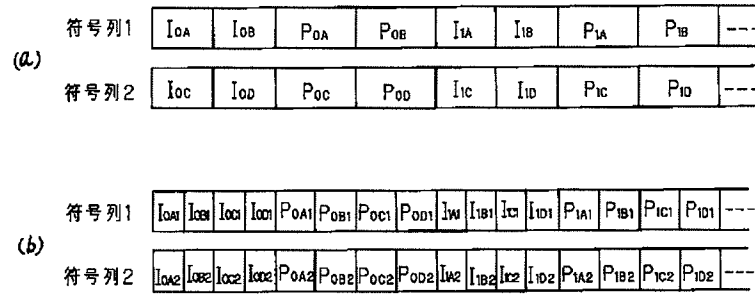 (a)
符号列1 I0A I0B P0A P0B I1A I1B P1A P1B ---
符号列2 I0C I0D P0C P0D I1C I1D P1C P1D ---
(b)
符号列1 I0A1 I0B1 I0C1 I0D1 P0A1 P0B1 P0C1 P0D1 I1A1 I1B1 I1C1 I1D1 P1A1 P1B1 P1C1 P1D1 ---
符号列2 I0A2 I0B2 I0C2 I0D2 P0A2 P0B2 P0C2 P0D2 I1A2 I1B2 I1C2 I1D2 P1A2 P1B2 P1C2 P1D2 ---